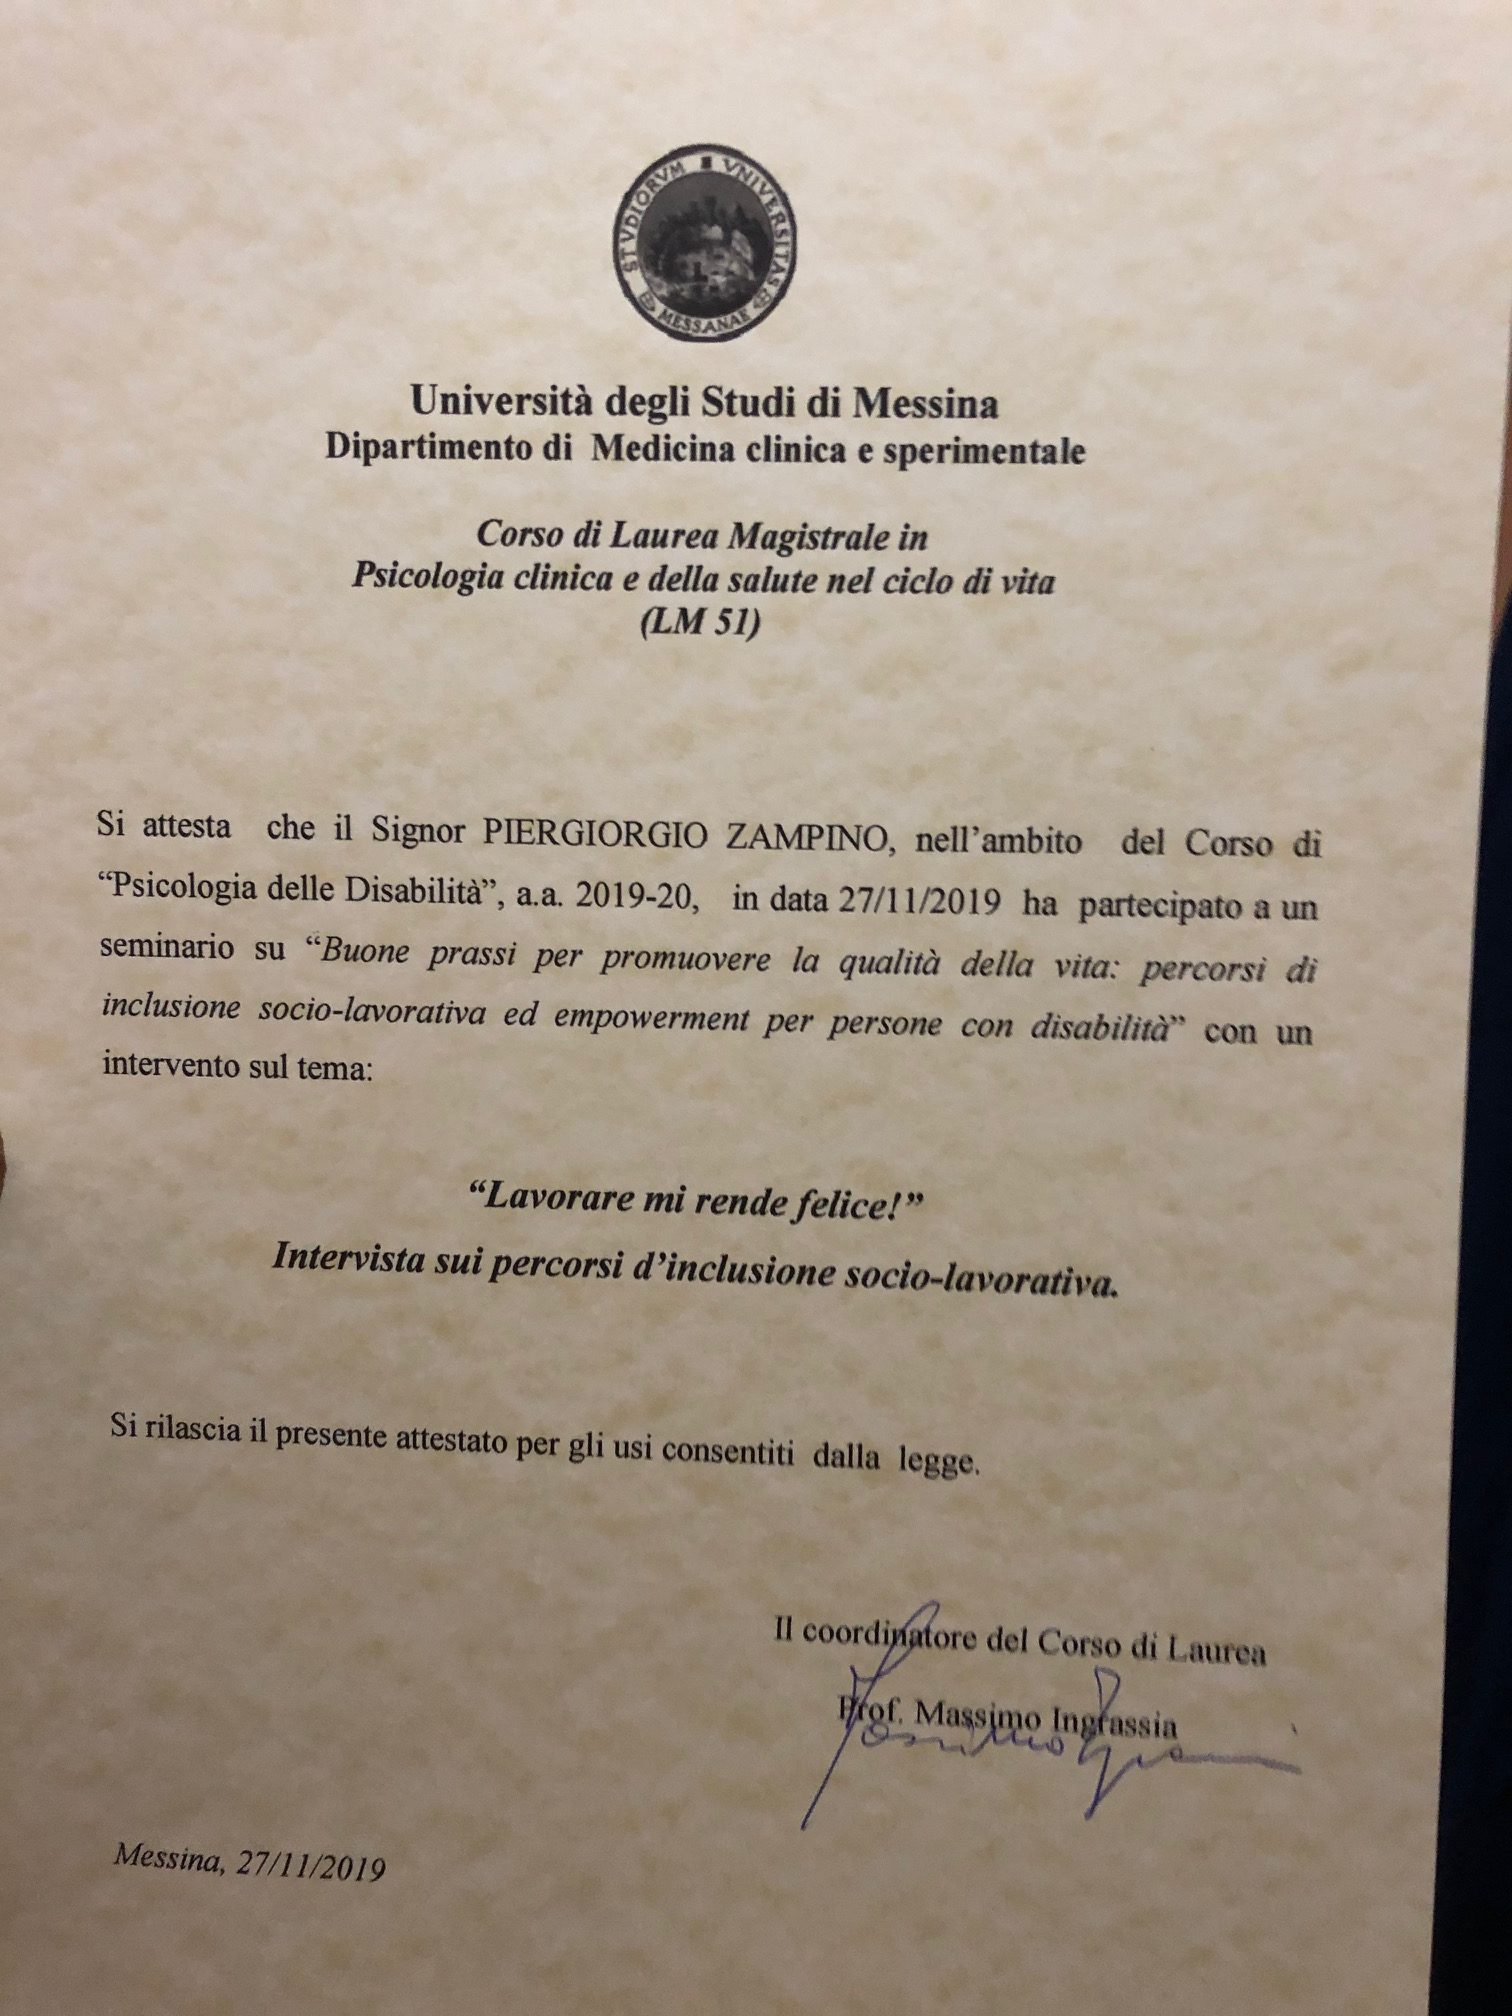 STVDIORVM VNIVERSITAS
MESSANAE
Università degli Studi di Messina
Dipartimento di Medicina clinica e sperimentale
Corso di Laurea Magistrale in
Psicologia clinica e della salute nel ciclo di vita
(LM 51)
Si attesta che il Signor PIERGIORGIO ZAMPINO, nell’ambito del Corso di
“Psicologia delle Disabilità”, a.a. 2019-20, in data 27/11/2019 ha partecipato a un
seminario su “Buone prassi per promuovere la qualità della vita: percorsi di
inclusione socio-lavorativa ed empowerment per persone con disabilità” con un
intervento sul tema:
“Lavorare mi rende felice!”
Intervista sui percorsi d’inclusione socio-lavorativa.
Si rilascia il presente attestato per gli usi consentiti dalla legge.
Il coordinatore del Corso di Laurea
Prof. Massimo Ingrassia
Messina, 27/11/2019